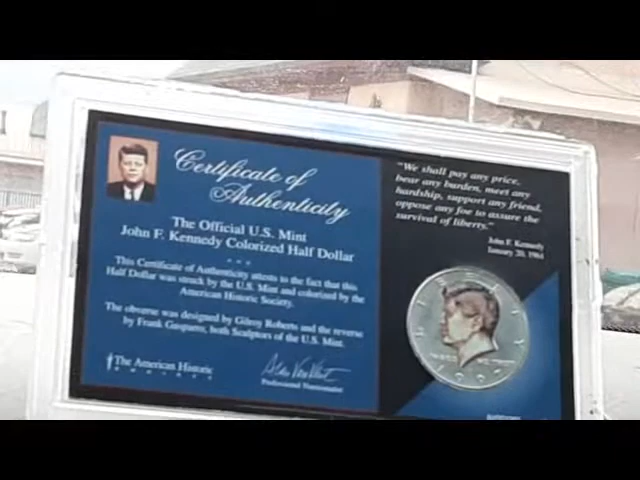 Certificate of
Authenticity
The Official U.S. Mint
John F. Kennedy Colorized Half Dollar
This Certificate of Authenticity attests to the fact that this
Half Dollar was struck by the U.S. Mint and colorized by the
American Historic Society.
The obverse was designed by Gilroy Roberts and the reverse
by Frank Gasparro, both Sculptors of the U.S. Mint.
The American Historic
SOCIETY
Professional Numismatist
"We shall pay any price,
bear any burden, meet any
hardship, support any friend,
oppose any foe to assure the
survival of liberty."
John F. Kennedy
January 20, 1961
LIBERTY